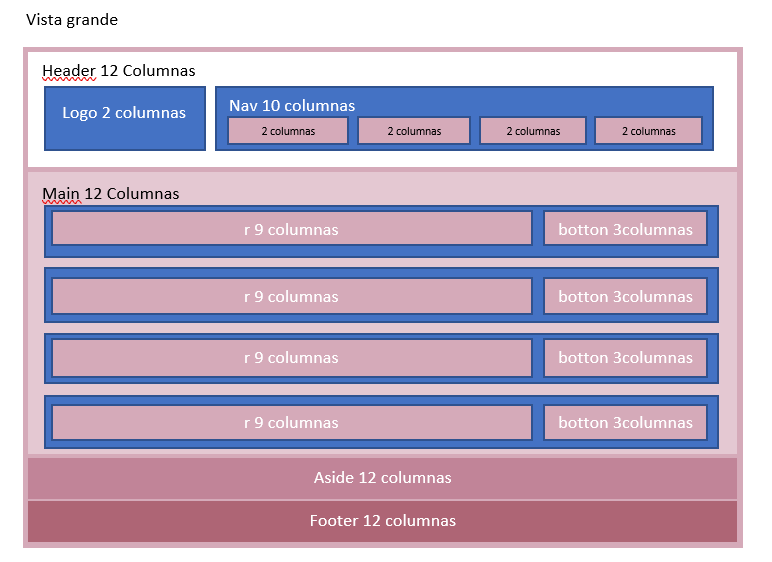 Vista grande
Header 12 Columnas
Logo 2 columnas
Nav 10 columnas
2 columnas
2 columnas
2 columnas
2 columnas
Main 12 Columnas
r 9 columnas
botton 3columnas
r 9 columnas
botton 3columnas
r 9 columnas
botton 3columnas
r 9 columnas
botton 3columnas
Aside 12 columnas
Footer 12 columnas